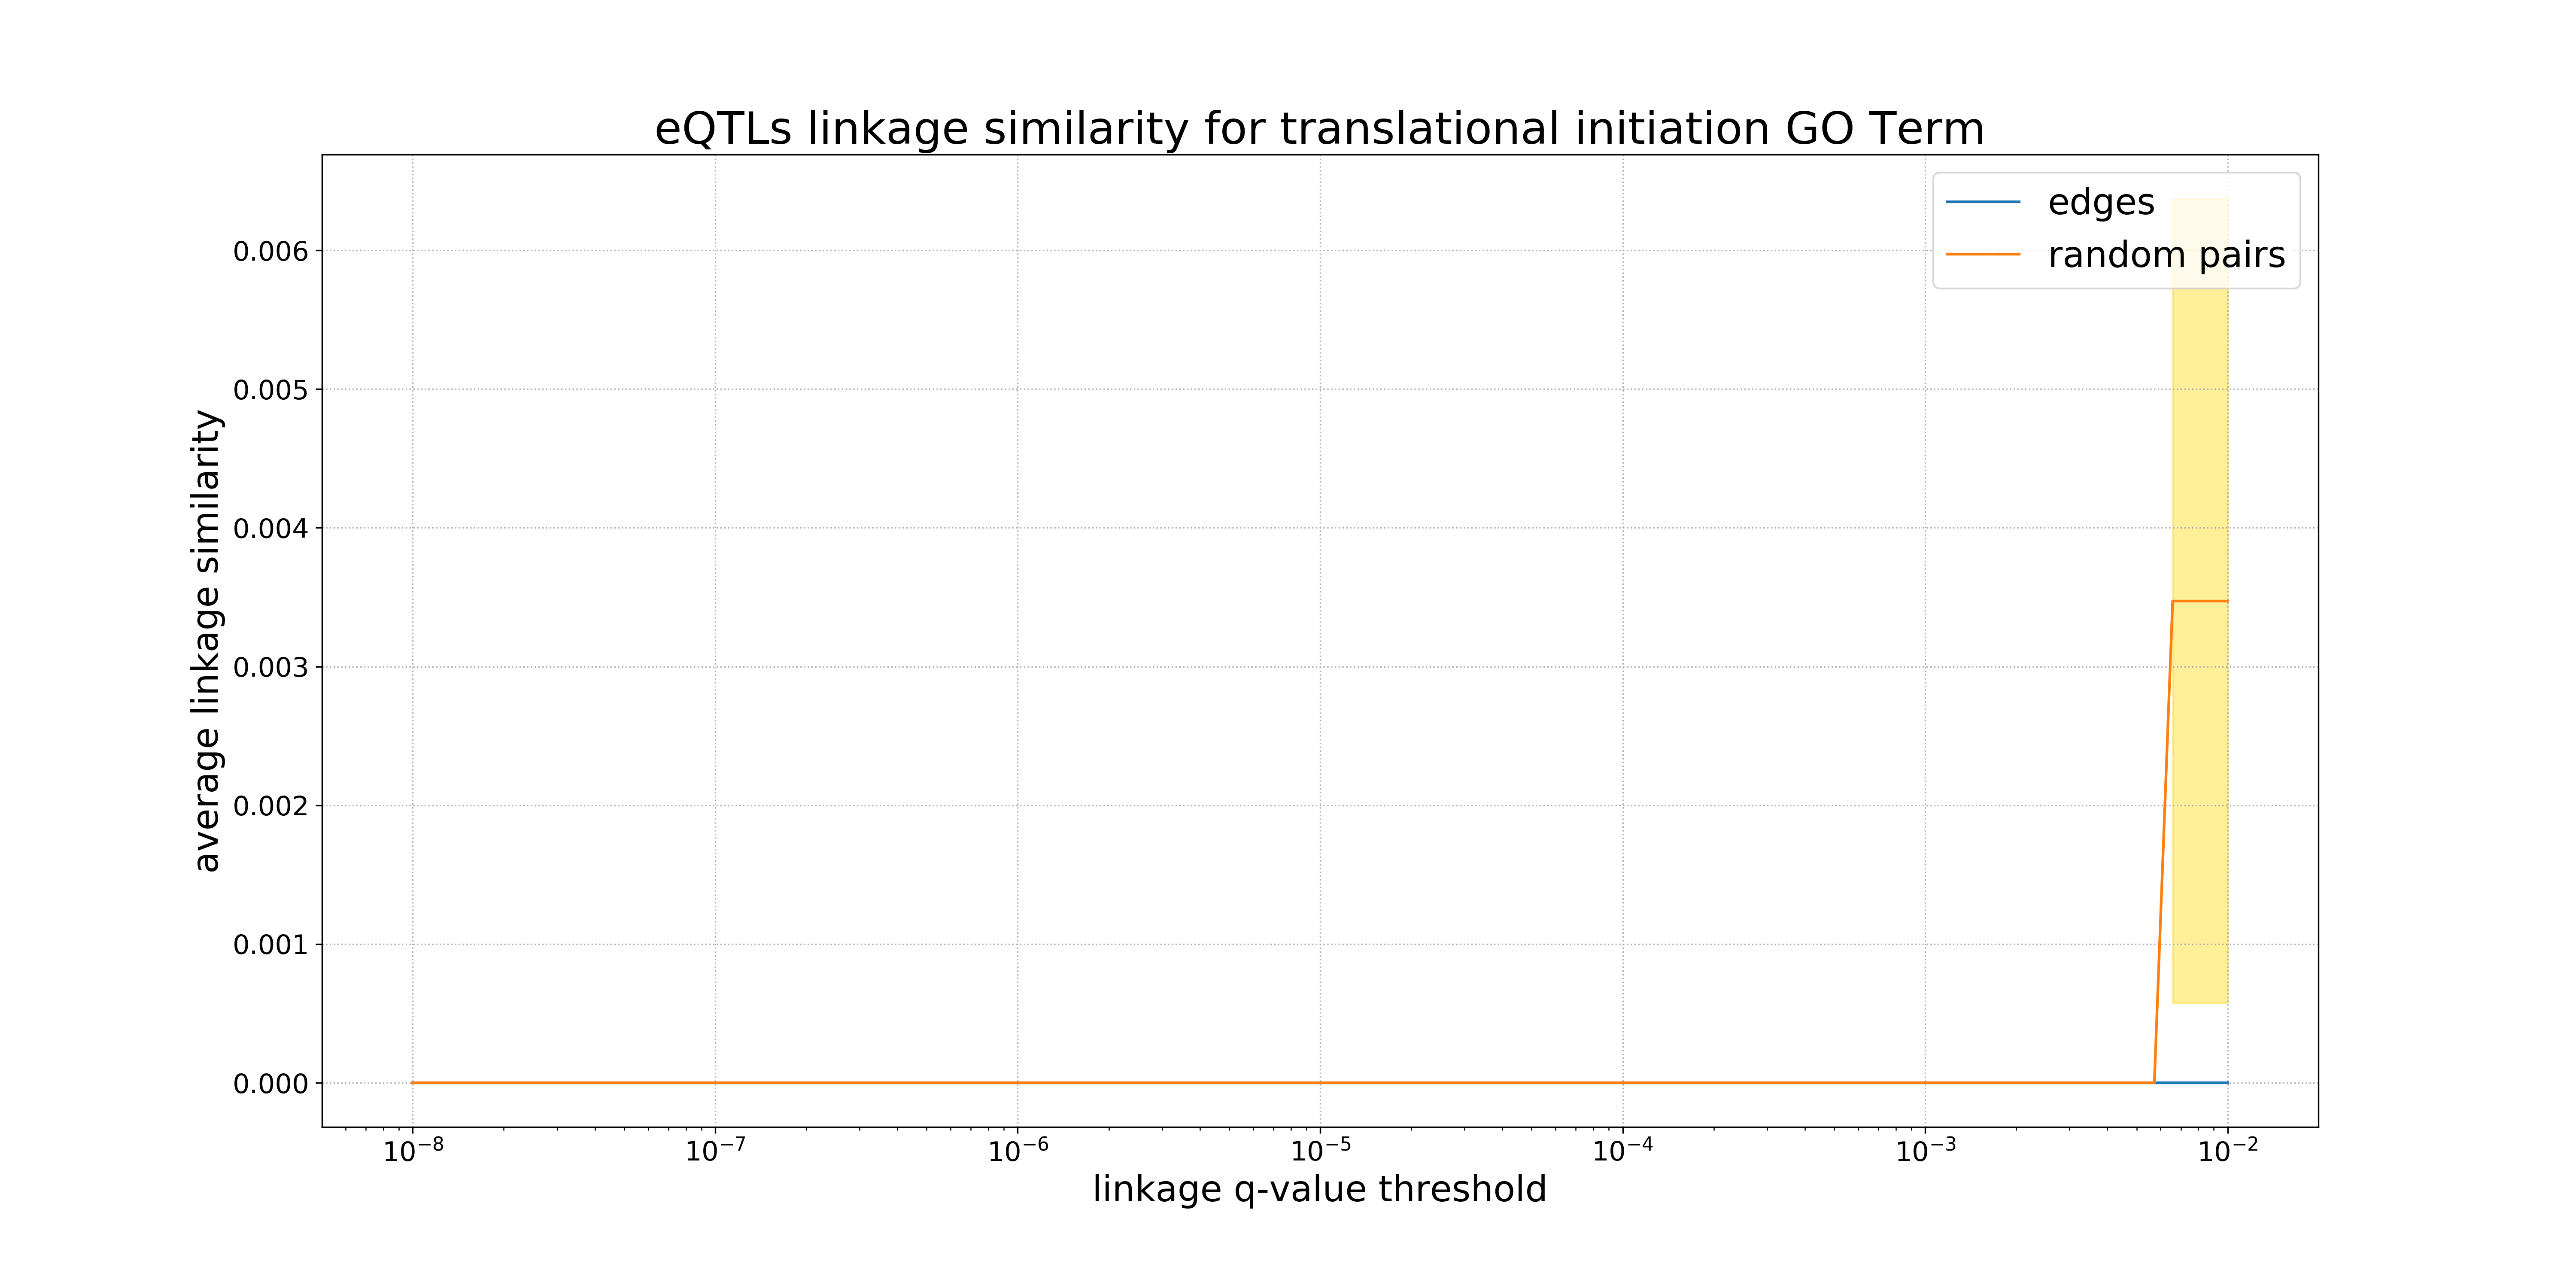 eQTLs linkage similarity for translational initiation GO Term
edges
random pairs
average linkage similarity
0.006
0.005
0.004
0.003
0.002
0.001
0.000
10⁻⁸ 10⁻⁷ 10⁻⁶ 10⁻⁵ 10⁻⁴ 10⁻³ 10⁻²
linkage q-value threshold